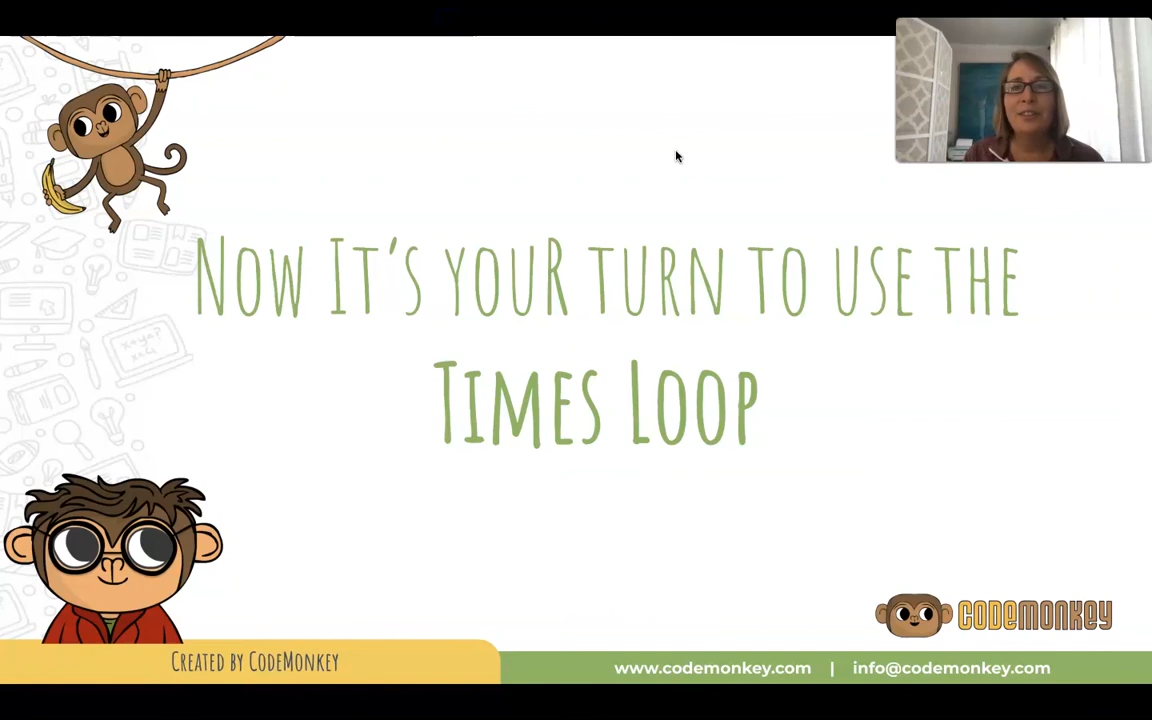 Now It's your turn to use the
Times Loop
CODEMONKEY
Created by CodeMonkey
www.codemonkey.com | info@codemonkey.com